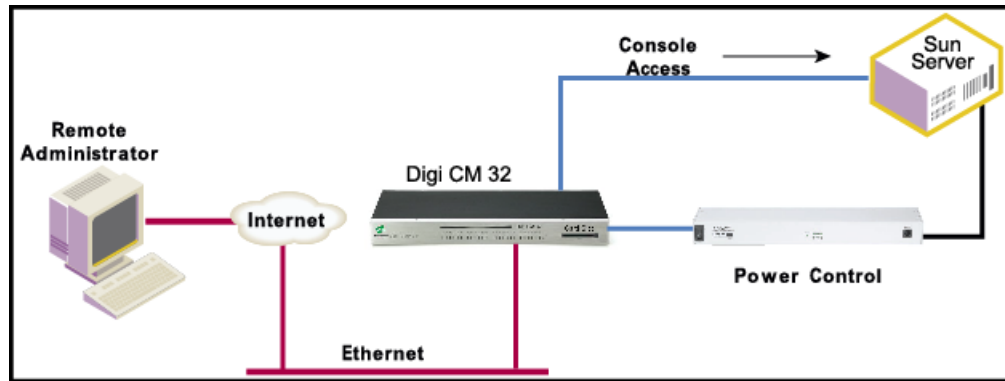 Console
Access
Sun
Server
Remote
Administrator
Digi CM 32
Internet
Power Control
Ethernet